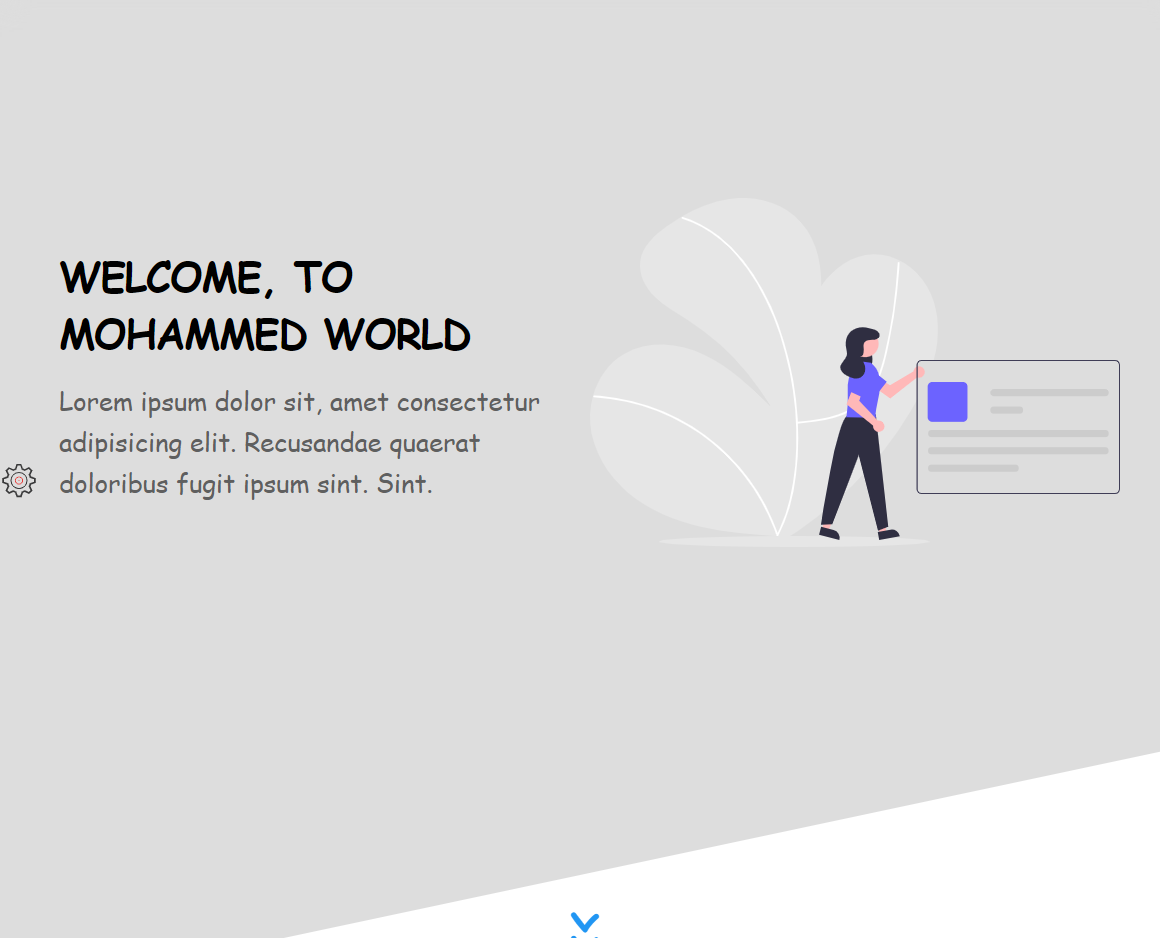 WELCOME, TO
MOHAMMED WORLD
Lorem ipsum dolor sit, amet consectetur
adipisicing elit. Recusandae quaerat
doloribus fugit ipsum sint. Sint.